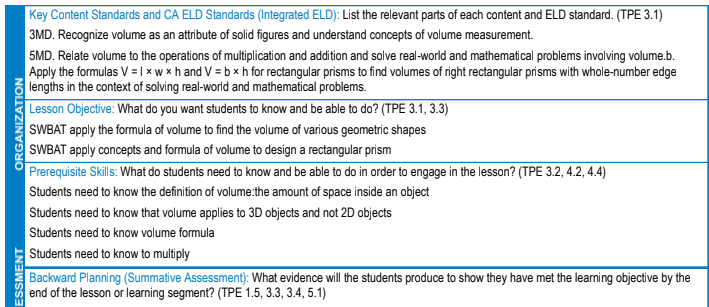 Key Content Standards and CA ELD Standards (Integrated ELD): List the relevant parts of each content and ELD standard. (TPE 3.1)
3MD. Recognize volume as an attribute of solid figures and understand concepts of volume measurement.
5MD. Relate volume to the operations of multiplication and addition and solve real-world and mathematical problems involving volume.b.
Apply the formulas V = l × w × h and V = b × h for rectangular prisms to find volumes of right rectangular prisms with whole-number edge
lengths in the context of solving real-world and mathematical problems.
ORGANIZATION
Lesson Objective: What do you want students to know and be able to do? (TPE 3.1, 3.3)
SWBAT apply the formula of volume to find the volume of various geometric shapes
SWBAT apply concepts and formula of volume to design a rectangular prism
Prerequisite Skills: What do students need to know and be able to do in order to engage in the lesson? (TPE 3.2, 4.2, 4.4)
Students need to know the definition of volume:the amount of space inside an object
Students need to know that volume applies to 3D objects and not 2D objects
Students need to know volume formula
Students need to know to multiply
ESSMENT
Backward Planning (Summative Assessment): What evidence will the students produce to show they have met the learning objective by the
end of the lesson or learning segment? (TPE 1.5, 3.3, 3.4, 5.1)